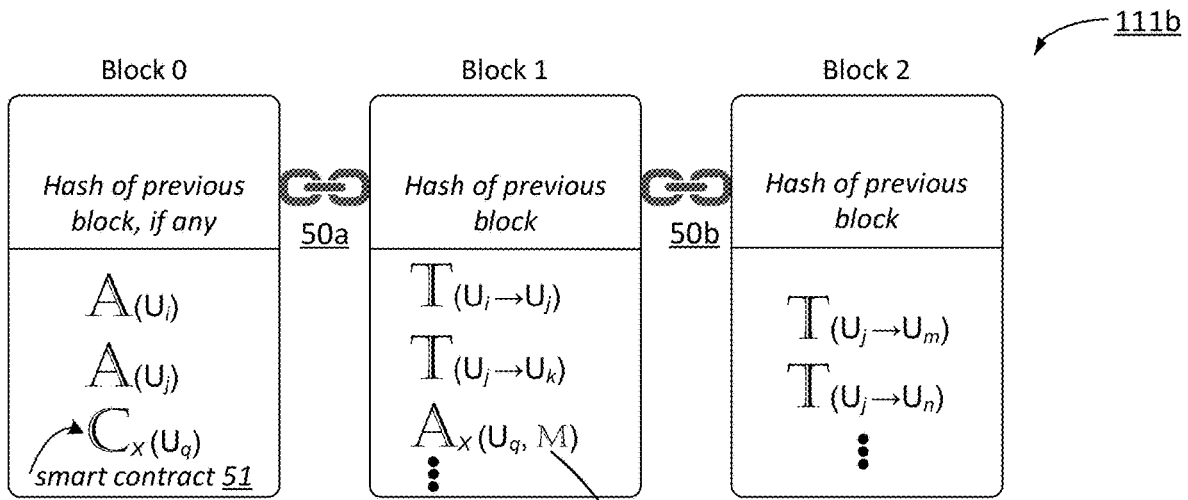 111b
Block 0
Block 1
Block 2
Hash of previous
block, if any
50a
Hash of previous
block
50b
Hash of previous
block
𝔸(Uᵢ)
𝔸(Uⱼ)
ℂₓ(U_q)
smart contract 51
𝕋(Uᵢ→Uⱼ)
𝕋(Uⱼ→Uₖ)
𝔸ₓ(U_q, 𝕄)
𝕋(Uⱼ→Uₘ)
𝕋(Uⱼ→Uₙ)